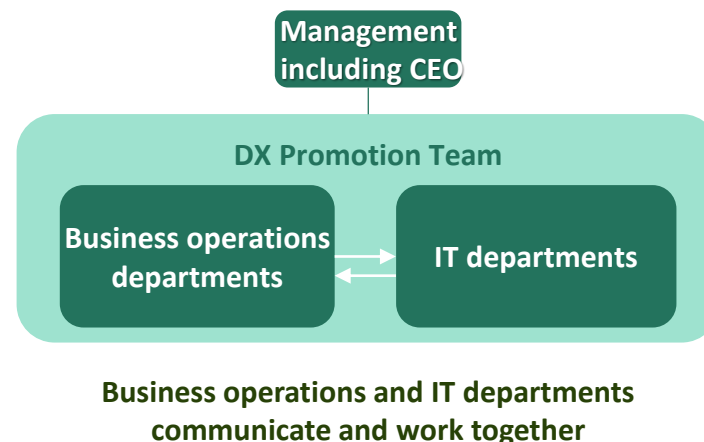 Management
including CEO
DX Promotion Team
Business operations
departments
IT departments
Business operations and IT departments
communicate and work together